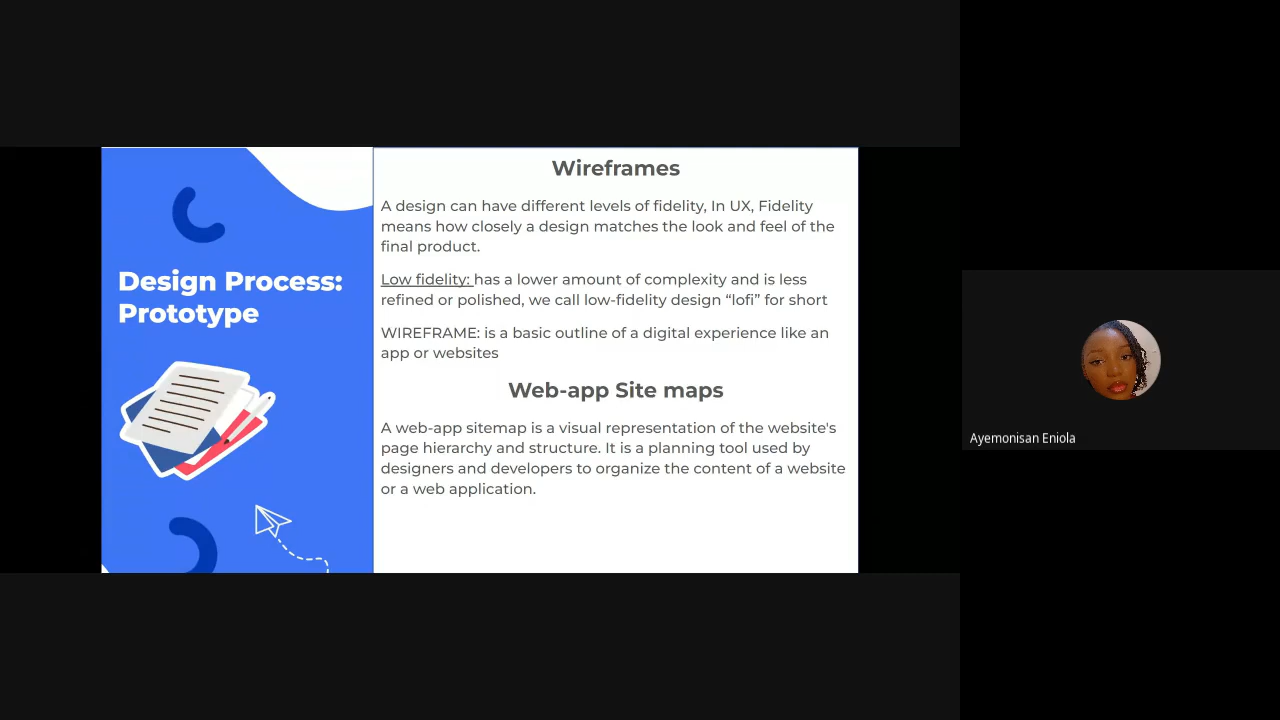 Design Process:
Prototype
Wireframes
A design can have different levels of fidelity, In UX, Fidelity
means how closely a design matches the look and feel of the
final product.
Low fidelity: has a lower amount of complexity and is less
refined or polished, we call low-fidelity design “lofi” for short
WIREFRAME: is a basic outline of a digital experience like an
app or websites
Web-app Site maps
A web-app sitemap is a visual representation of the website's
page hierarchy and structure. It is a planning tool used by
designers and developers to organize the content of a website
or a web application.
Ayemonisan Eniola